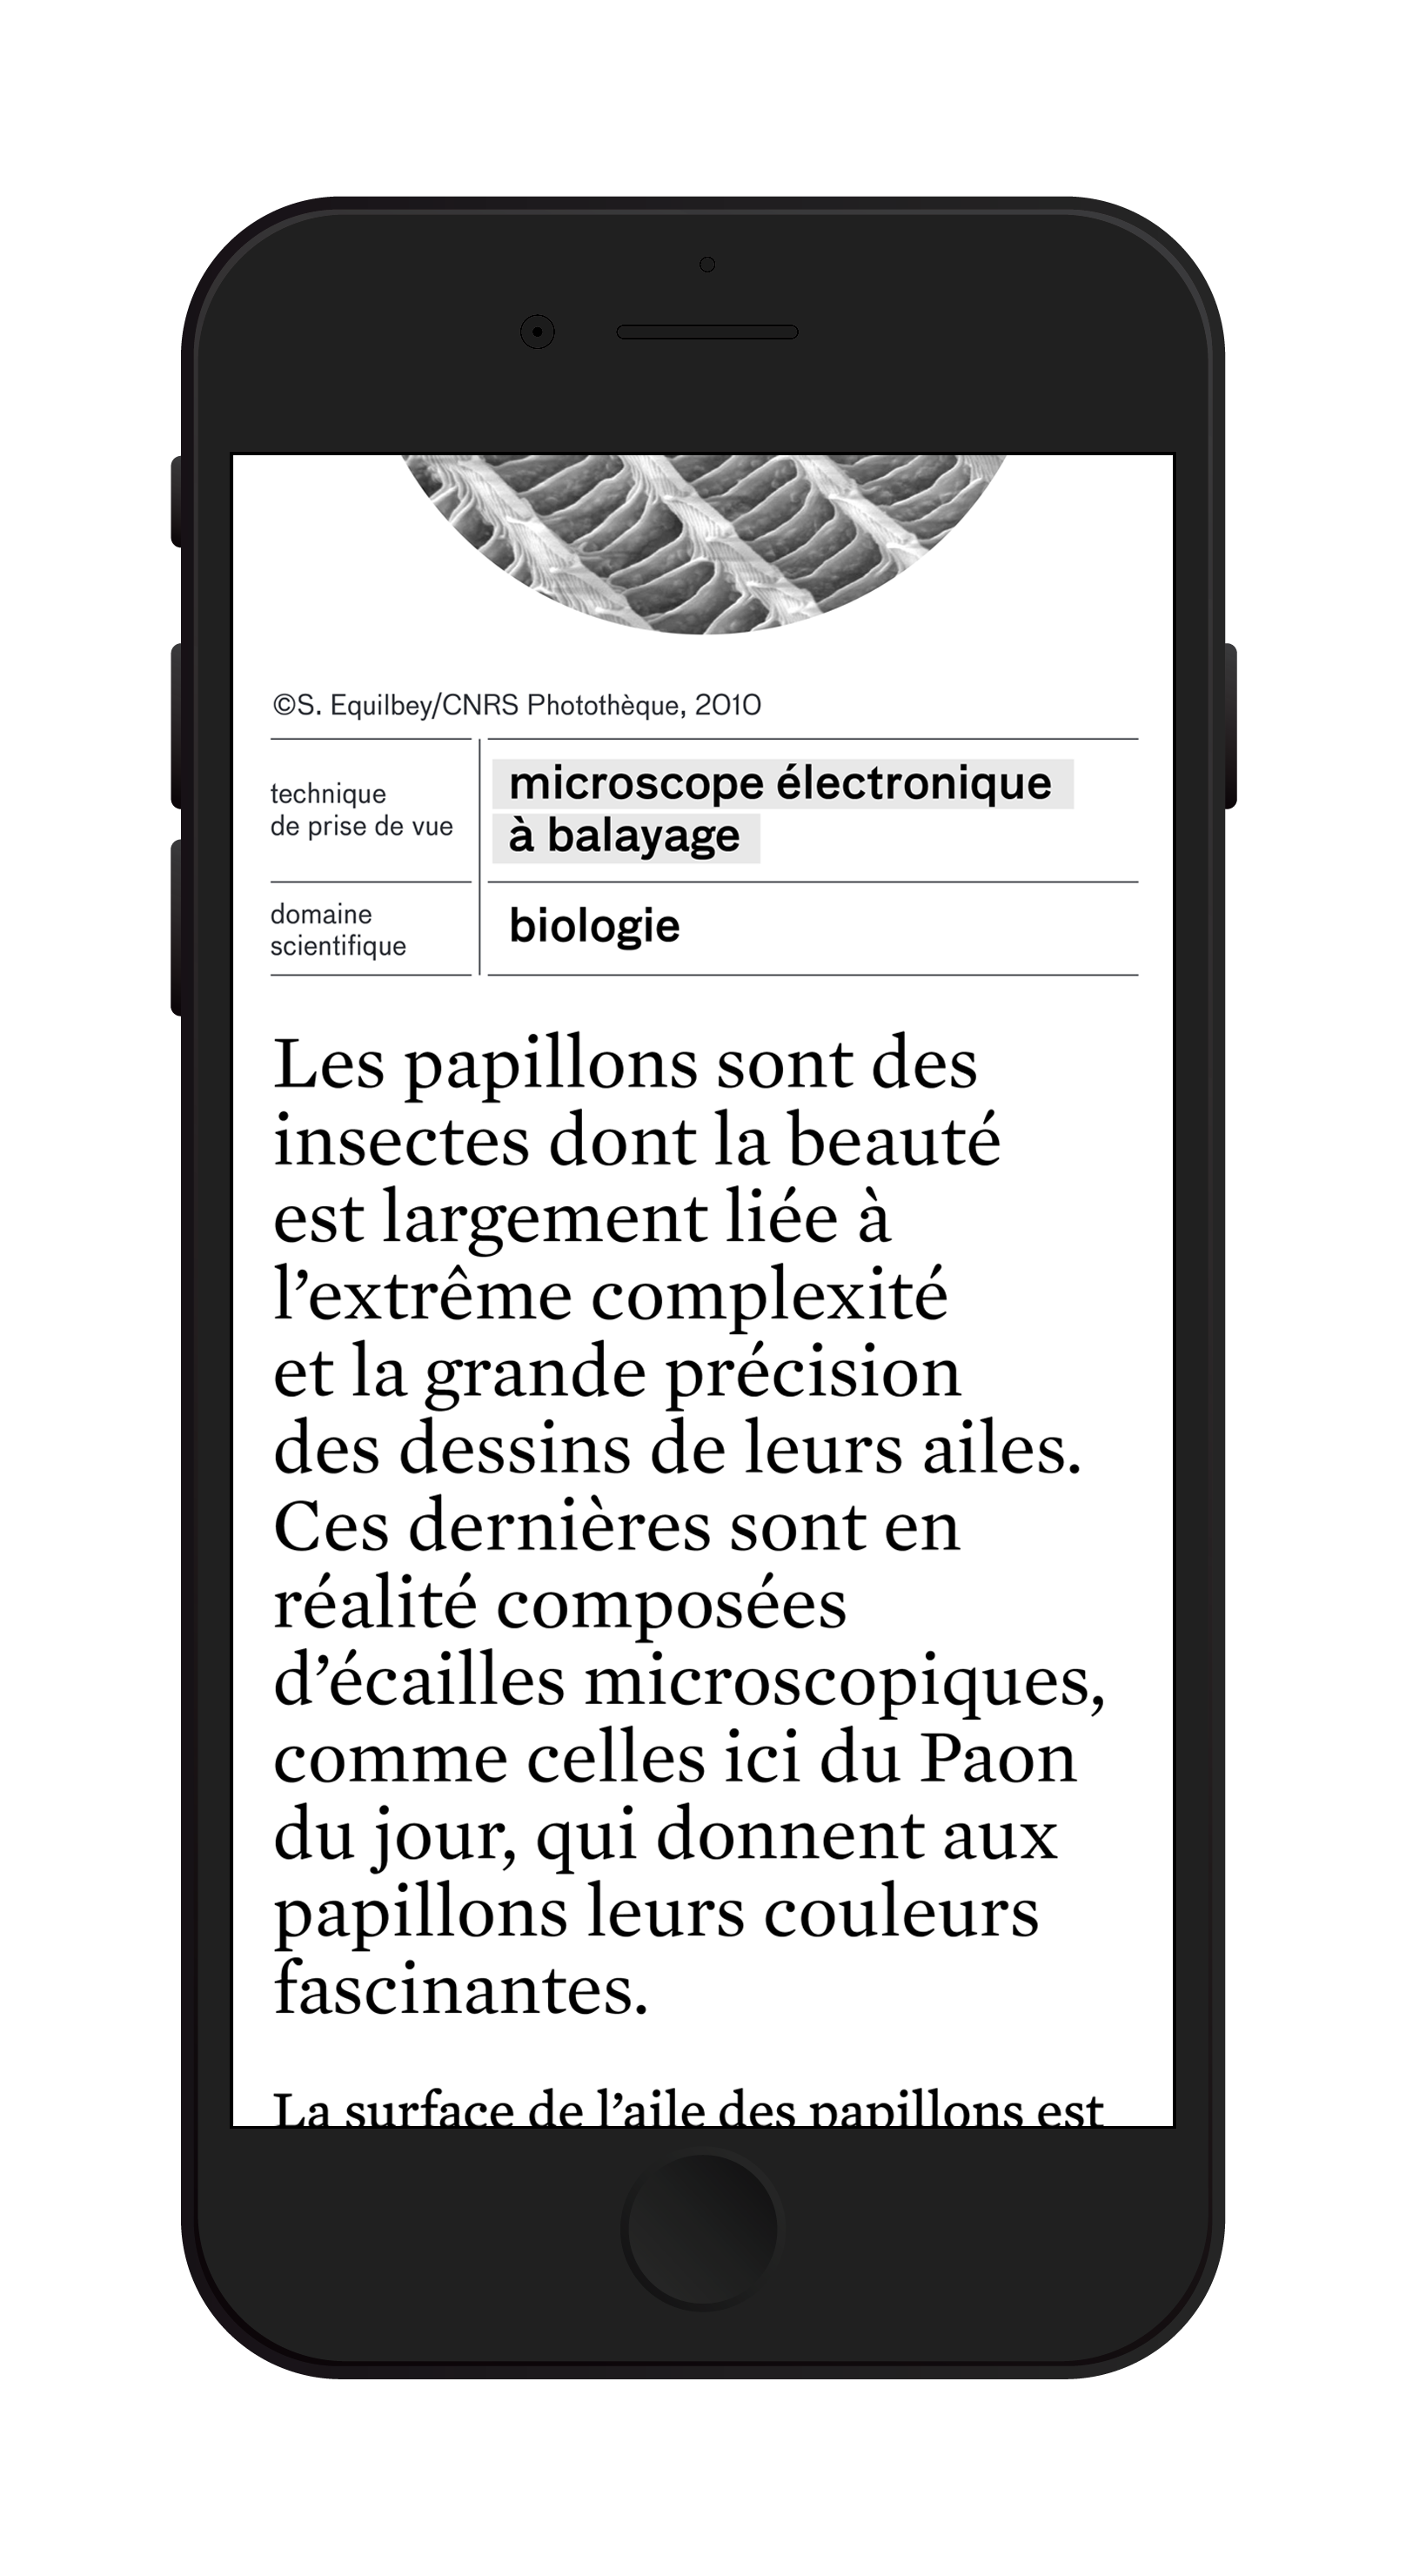 ©S. Equilbey/CNRS Photothèque, 2010
technique
de prise de vue
microscope électronique
à balayage
domaine
scientifique
biologie
Les papillons sont des
insectes dont la beauté
est largement liée à
l’extrême complexité
et la grande précision
des dessins de leurs ailes.
Ces dernières sont en
réalité composées
d’écailles microscopiques,
comme celles ici du Paon
du jour, qui donnent aux
papillons leurs couleurs
fascinantes.
La surface de l’aile des papillons est